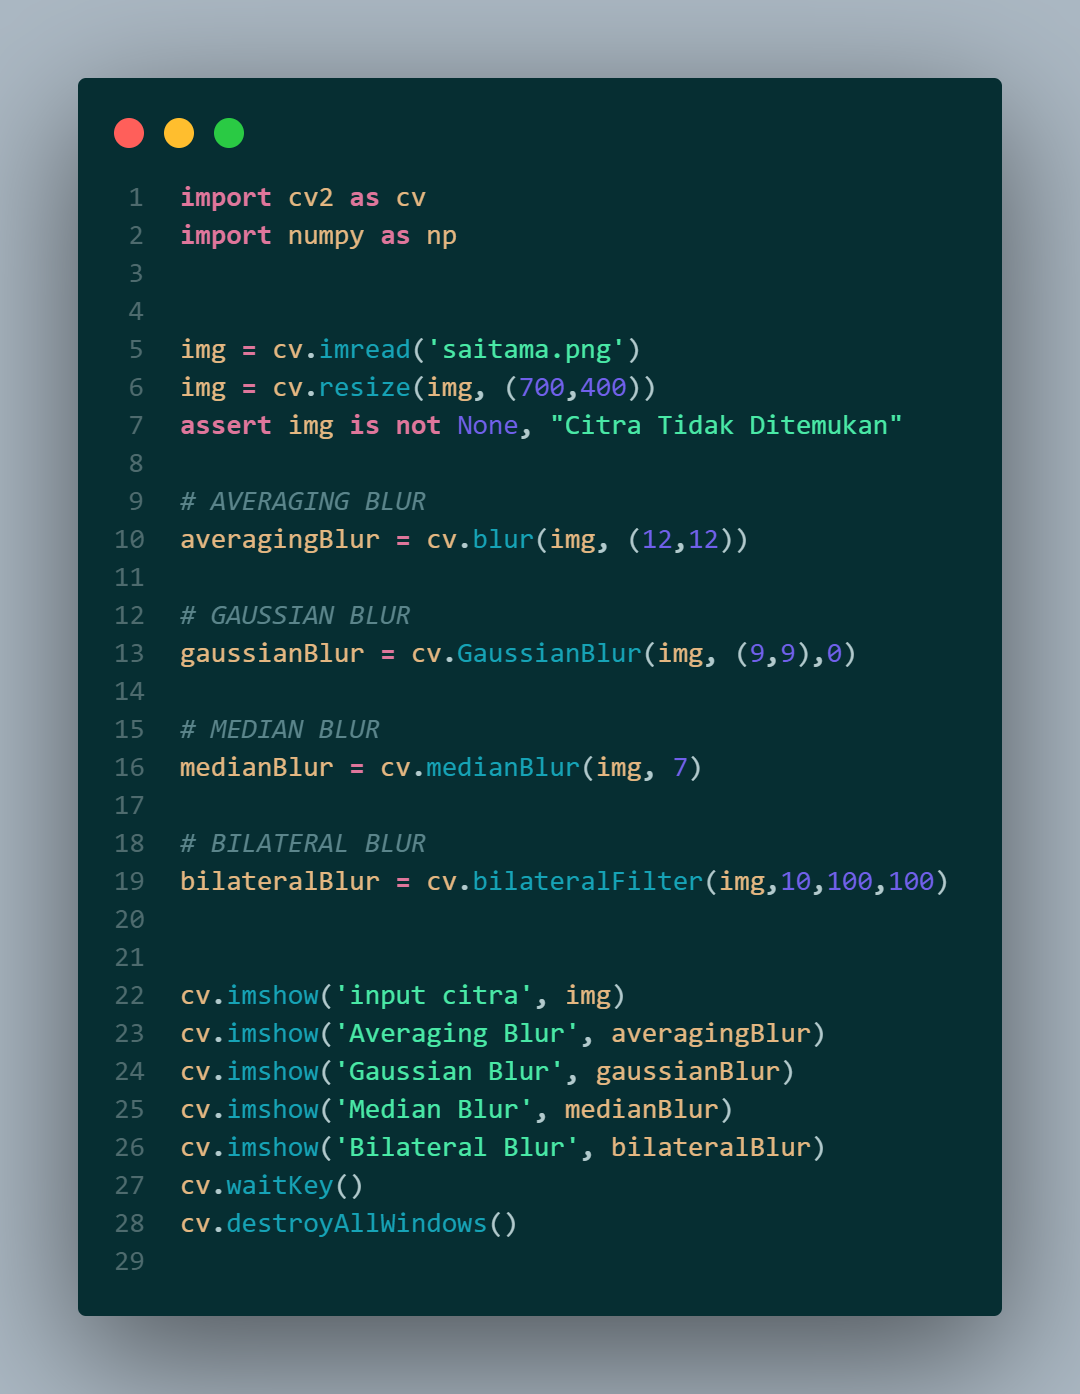 1 import cv2 as cv
2 import numpy as np
3
4
5 img = cv.imread('saitama.png')
6 img = cv.resize(img, (700,400))
7 assert img is not None, "Citra Tidak Ditemukan"
8
9 # AVERAGING BLUR
10 averagingBlur = cv.blur(img, (12,12))
11
12 # GAUSSIAN BLUR
13 gaussianBlur = cv.GaussianBlur(img, (9,9),0)
14
15 # MEDIAN BLUR
16 medianBlur = cv.medianBlur(img, 7)
17
18 # BILATERAL BLUR
19 bilateralBlur = cv.bilateralFilter(img,10,100,100)
20
21
22 cv.imshow('input citra', img)
23 cv.imshow('Averaging Blur', averagingBlur)
24 cv.imshow('Gaussian Blur', gaussianBlur)
25 cv.imshow('Median Blur', medianBlur)
26 cv.imshow('Bilateral Blur', bilateralBlur)
27 cv.waitKey()
28 cv.destroyAllWindows()
29